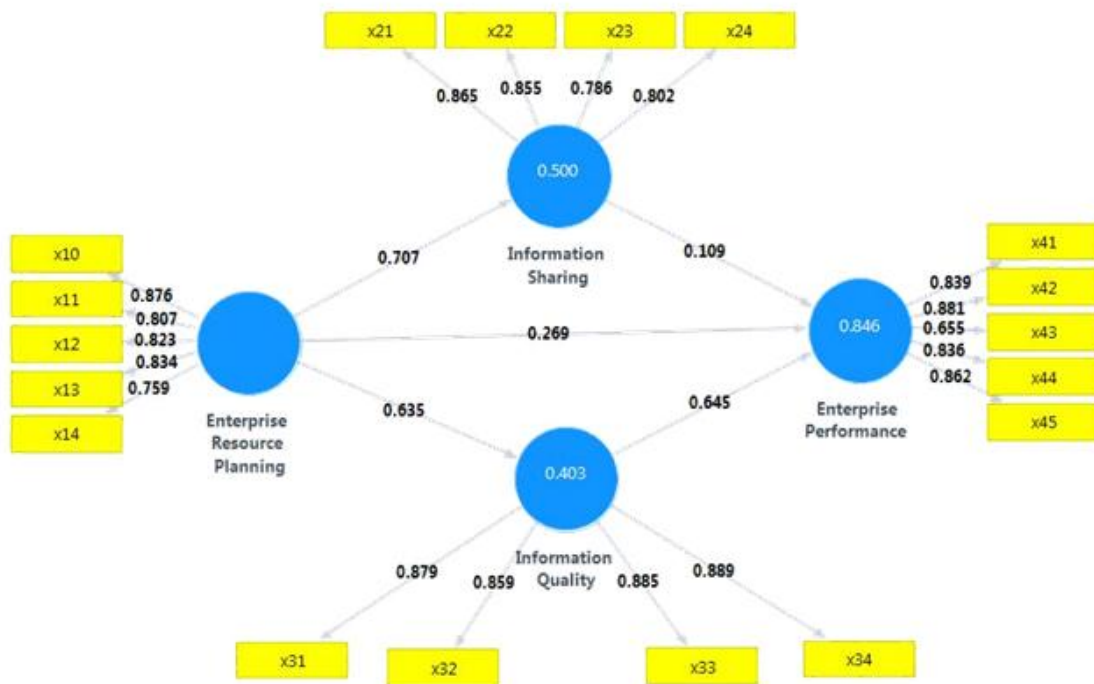 x21
x22
x23
x24
0.865
0.855
0.786
0.802
0.500
Information
Sharing
0.707
0.109
x10
x11
x12
x13
x14
0.876
0.807
0.823
0.834
0.759
Enterprise
Resource
Planning
0.269
0.846
Enterprise
Performance
x41
x42
x43
x44
x45
0.839
0.881
0.655
0.836
0.862
0.635
0.645
0.403
Information
Quality
0.879
0.859
0.885
0.889
x31
x32
x33
x34